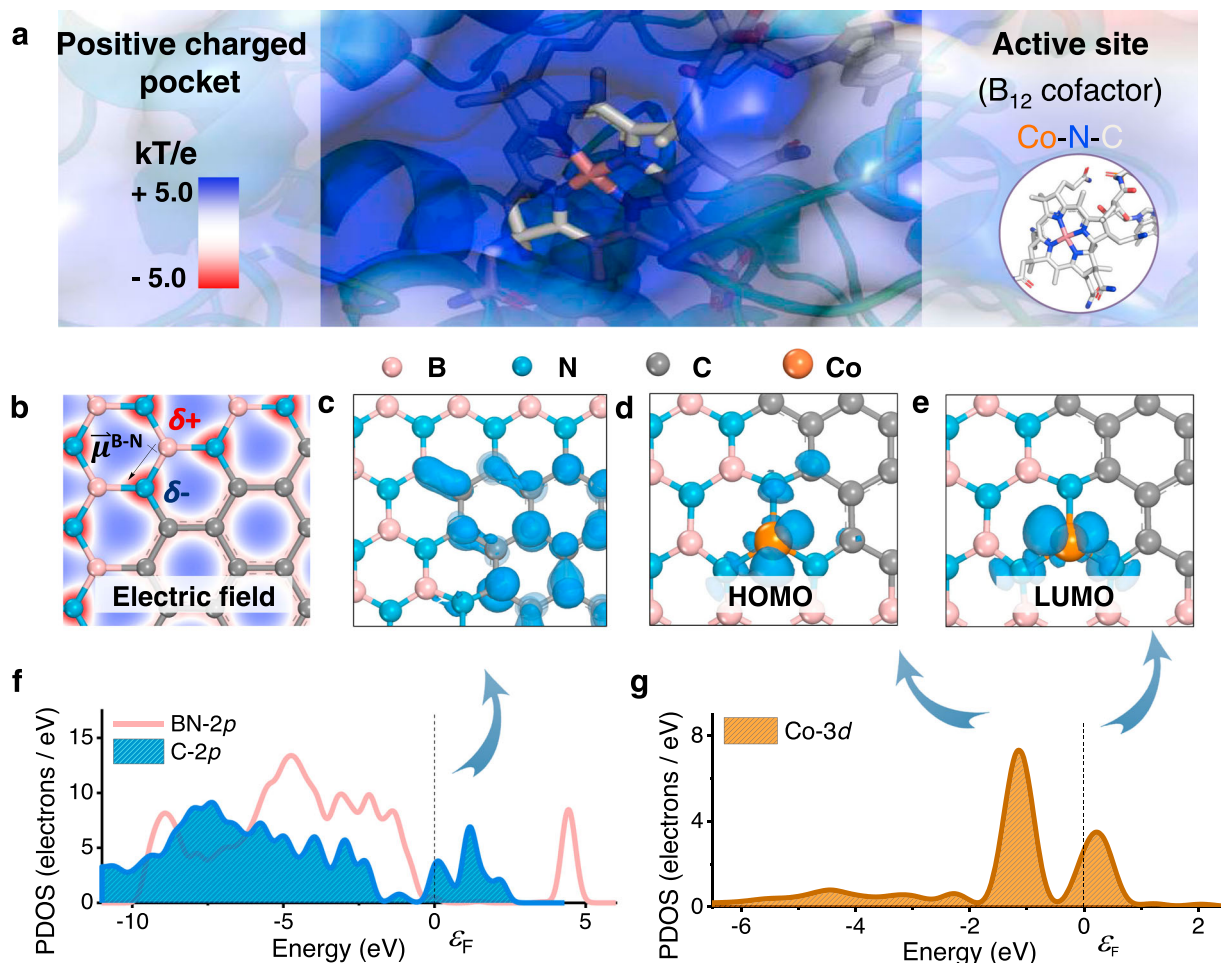 a
Positive charged
pocket
kT/e
+ 5.0
- 5.0
Active site
(B₁₂ cofactor)
Co-N-C
B
N
C
Co
b
δ+
μ⃗ᴮ⁻ᴺ
δ-
Electric field
c
d
HOMO
e
LUMO
f
BN-2p
C-2p
PDOS (electrons / eV)
15
10
5
0
-10
-5
0
5
Energy (eV)
εF
g
Co-3d
PDOS (electrons / eV)
8
4
0
-6
-4
-2
0
2
Energy (eV)
εF